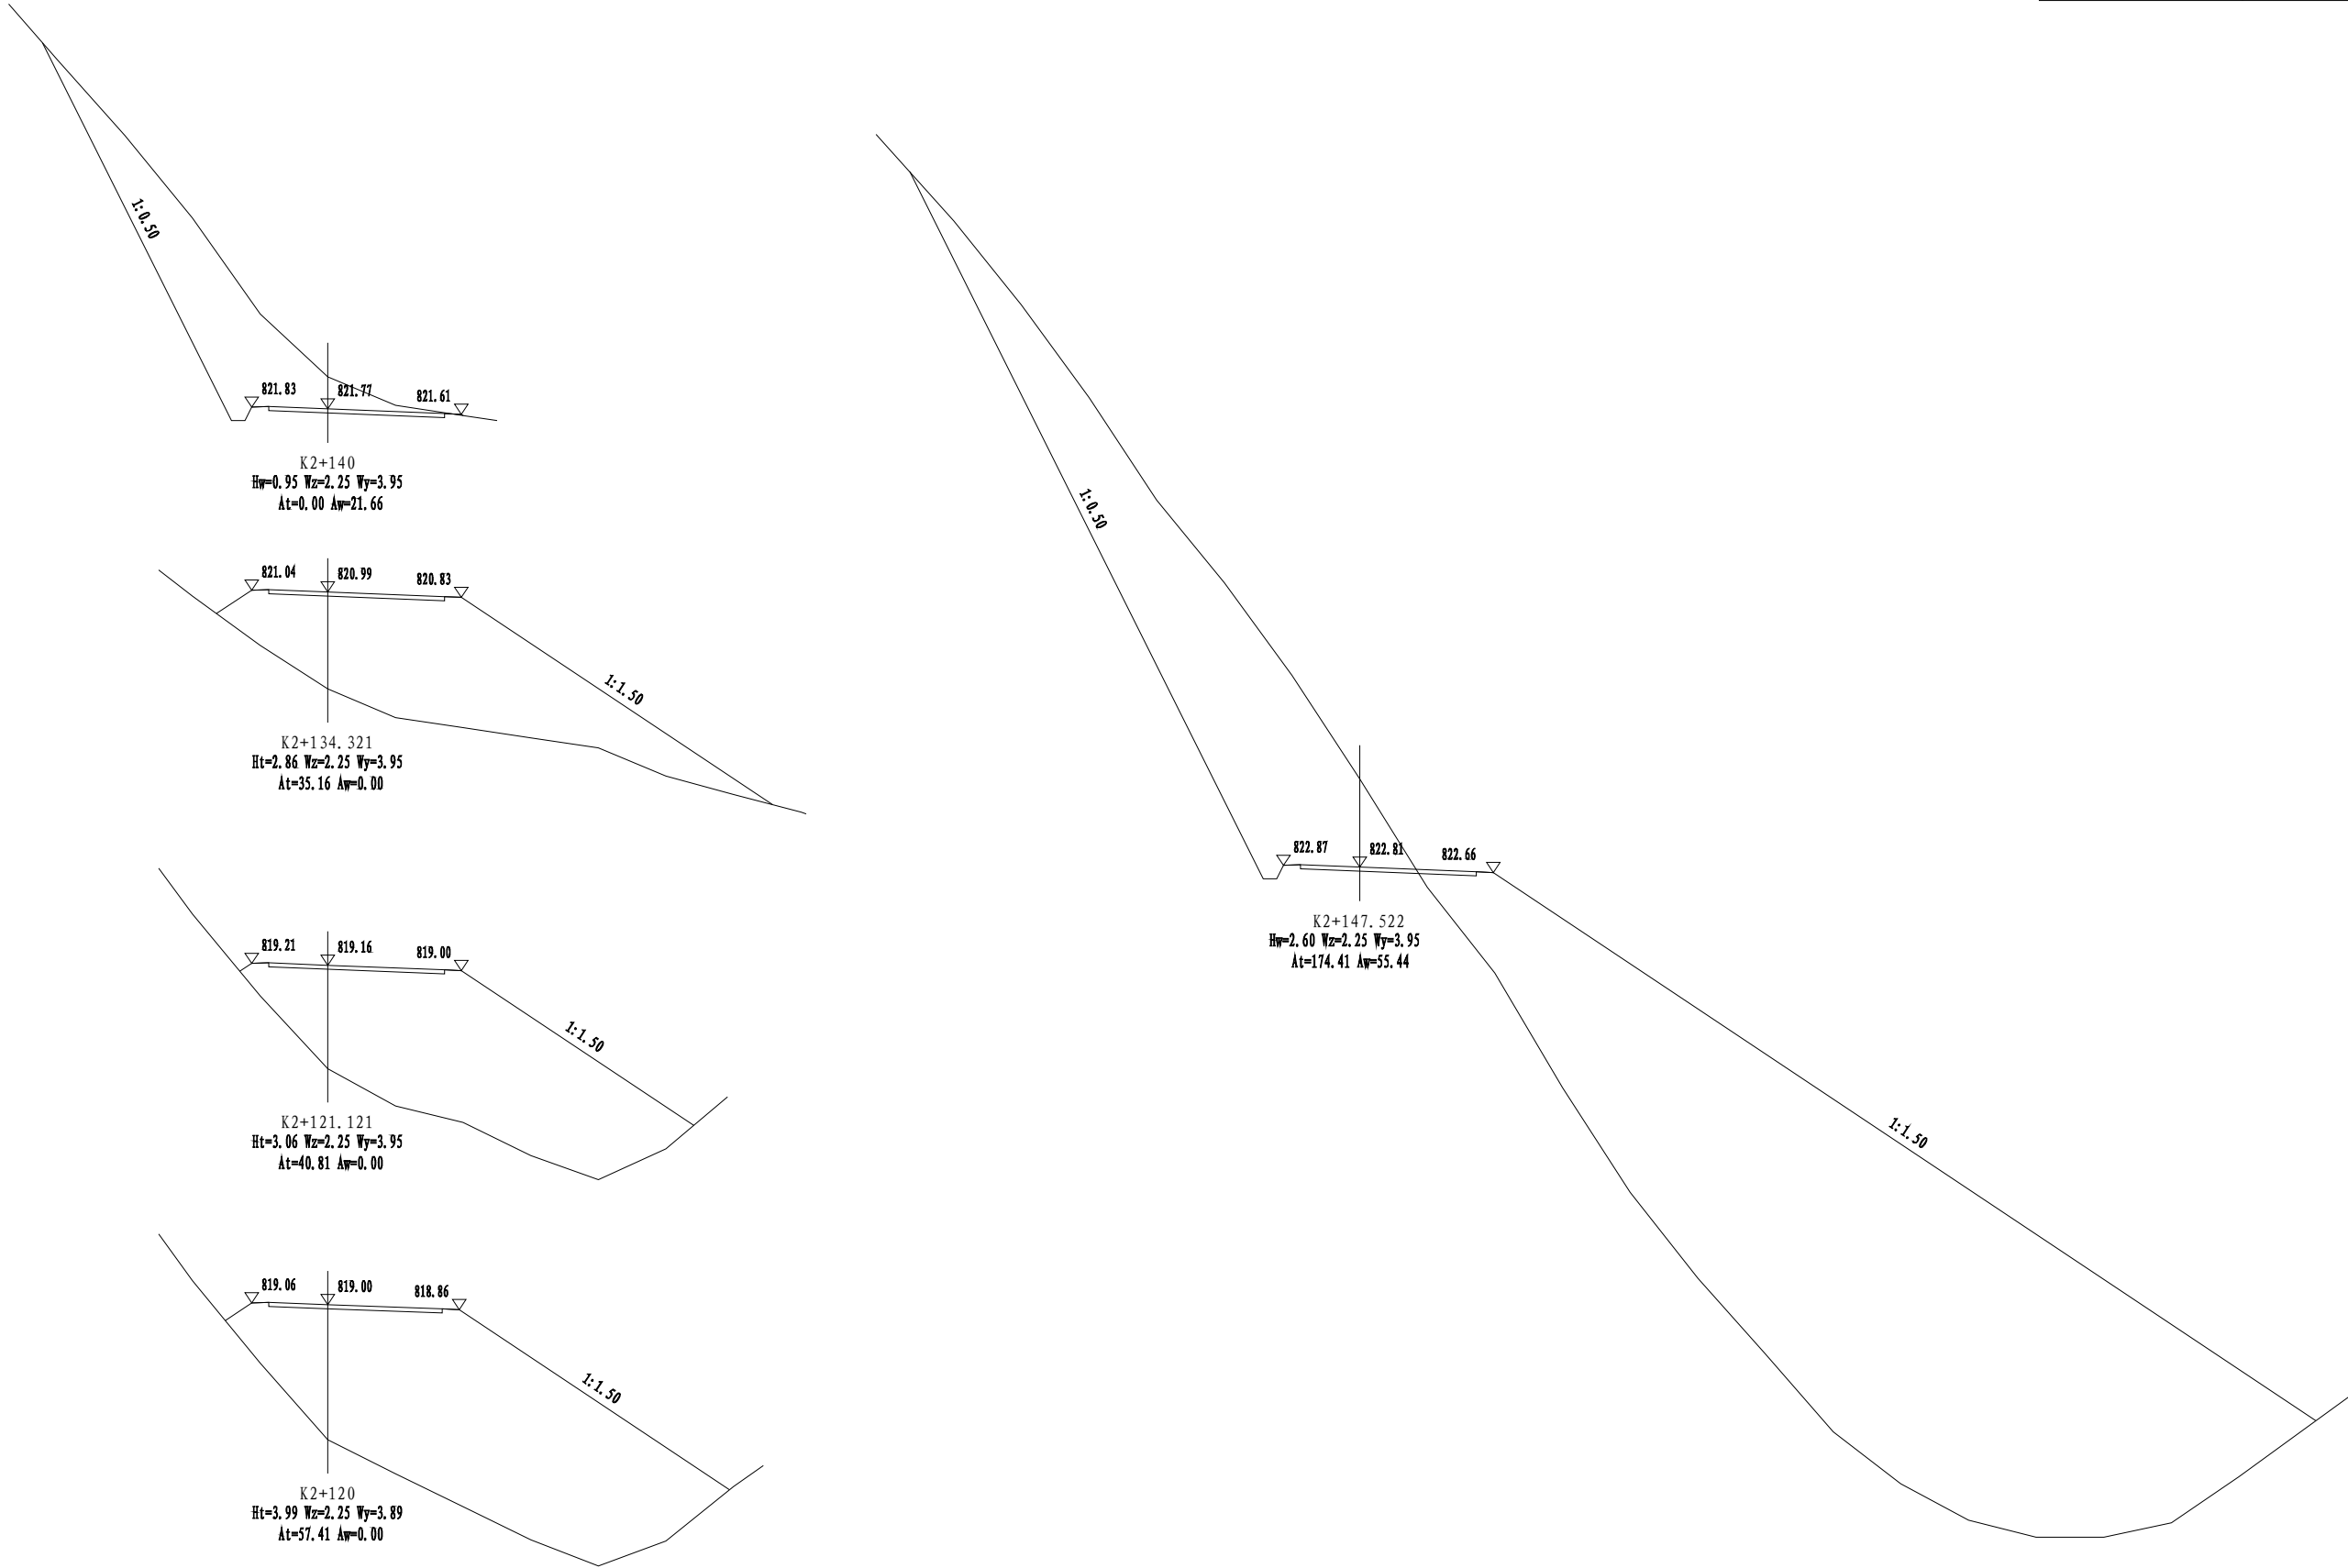 1:0.50
821.83 821.77 821.61
K2+140
Hw=0.95 Wz=2.25 Wy=3.95
At=0.00 Aw=21.66
821.04 820.99 820.83
1:1.50
K2+134.321
Ht=2.86 Wz=2.25 Wy=3.95
At=35.16 Aw=0.00
819.21 819.16 819.00
1:1.50
K2+121.121
Ht=3.06 Wz=2.25 Wy=3.95
At=40.81 Aw=0.00
819.06 819.00 818.86
1:1.50
K2+120
Ht=3.99 Wz=2.25 Wy=3.89
At=57.41 Aw=0.00
1:0.50
822.87 822.81 822.66
K2+147.522
Hw=2.60 Wz=2.25 Wy=3.95
At=174.41 Aw=55.44
1:1.50